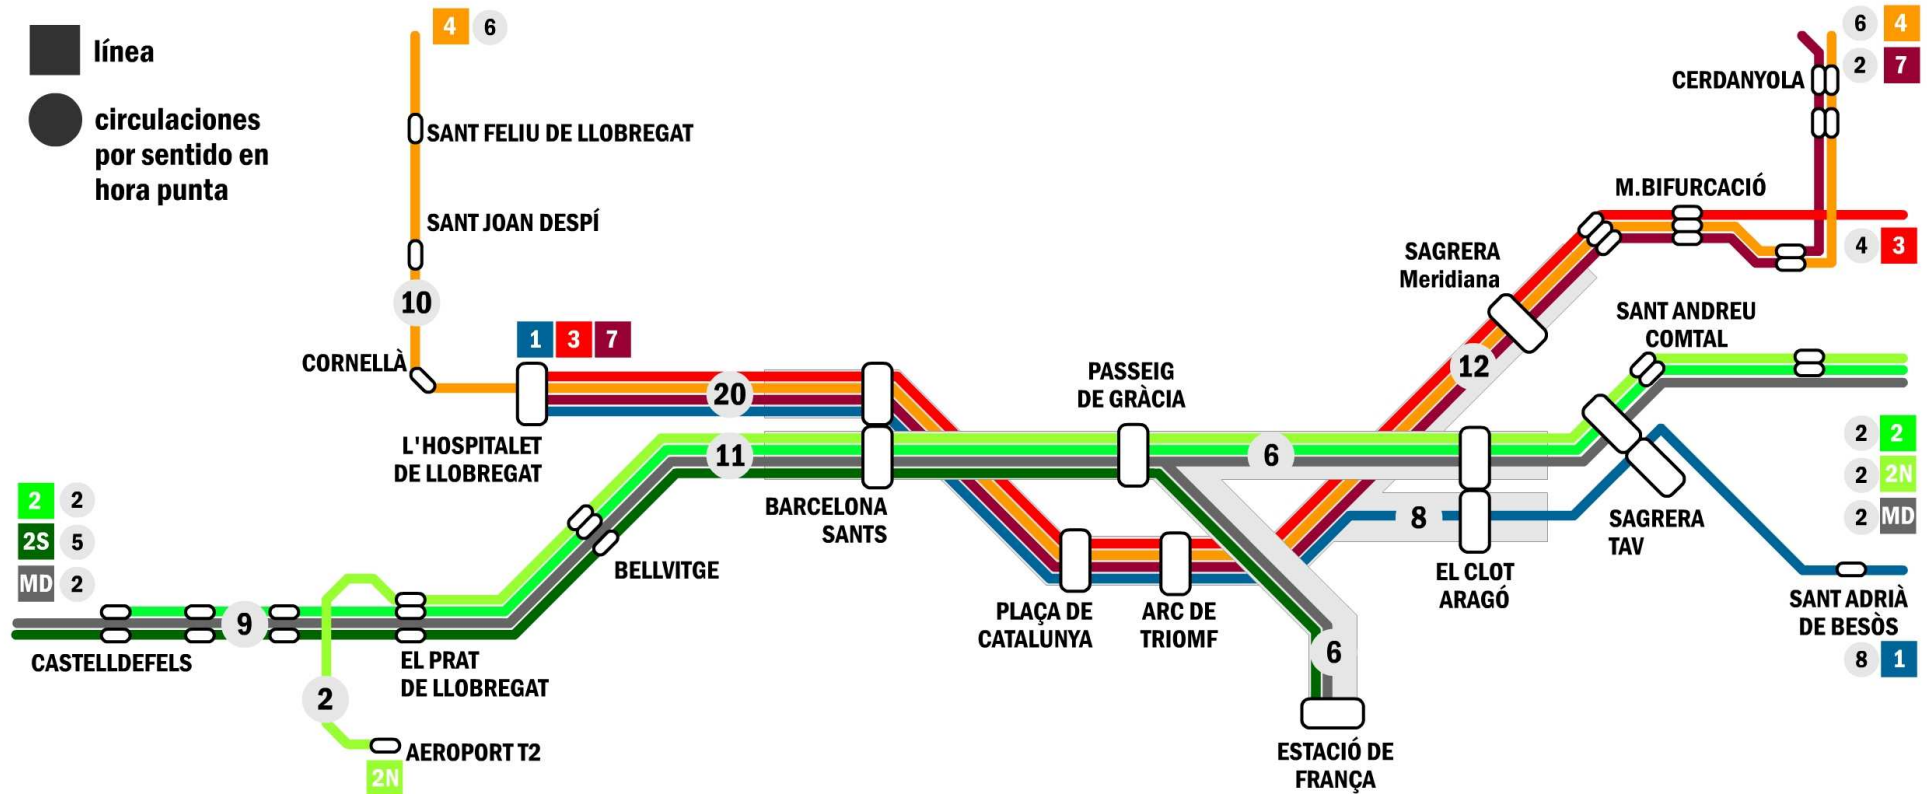 línea
circulaciones
por sentido en
hora punta
4 6
SANT FELIU DE LLOBREGAT
SANT JOAN DESPÍ
10
CORNELLÀ
1 3 7
20
L'HOSPITALET
DE LLOBREGAT
11
BARCELONA
SANTS
PASSEIG
DE GRÀCIA
6
12
SAGRERA
Meridiana
6 4
2 7
CERDANYOLA
M.BIFURCACIÓ
4 3
SANT ANDREU
COMTAL
2 2
2 2N
2 MD
8
EL CLOT
ARAGÓ
SAGRERA
TAV
SANT ADRIÀ
DE BESÒS
8 1
PLAÇA DE
CATALUNYA
ARC DE
TRIOMF
6
ESTACIÓ DE
FRANÇA
2 2
2S 5
MD 2
9
CASTELLDEFELS
BELLVITGE
EL PRAT
DE LLOBREGAT
2
AEROPORT T2
2N